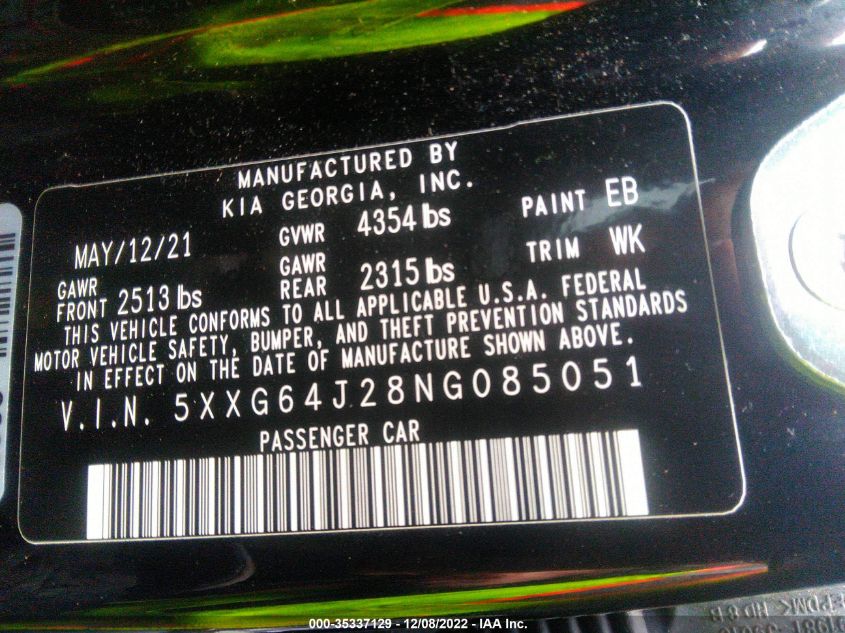 MANUFACTURED BY
KIA GEORGIA, INC.
MAY/12/21 GVWR 4354 lbs PAINT EB
GAWR FRONT 2513 lbs GAWR REAR 2315 lbs TRIM WK
THIS VEHICLE CONFORMS TO ALL APPLICABLE U.S.A. FEDERAL
MOTOR VEHICLE SAFETY, BUMPER, AND THEFT PREVENTION STANDARDS
IN EFFECT ON THE DATE OF MANUFACTURE SHOWN ABOVE.
V.I.N. 5XXG64J28NG085051
PASSENGER CAR
000-35337129 - 12/08/2022 - IAA Inc.